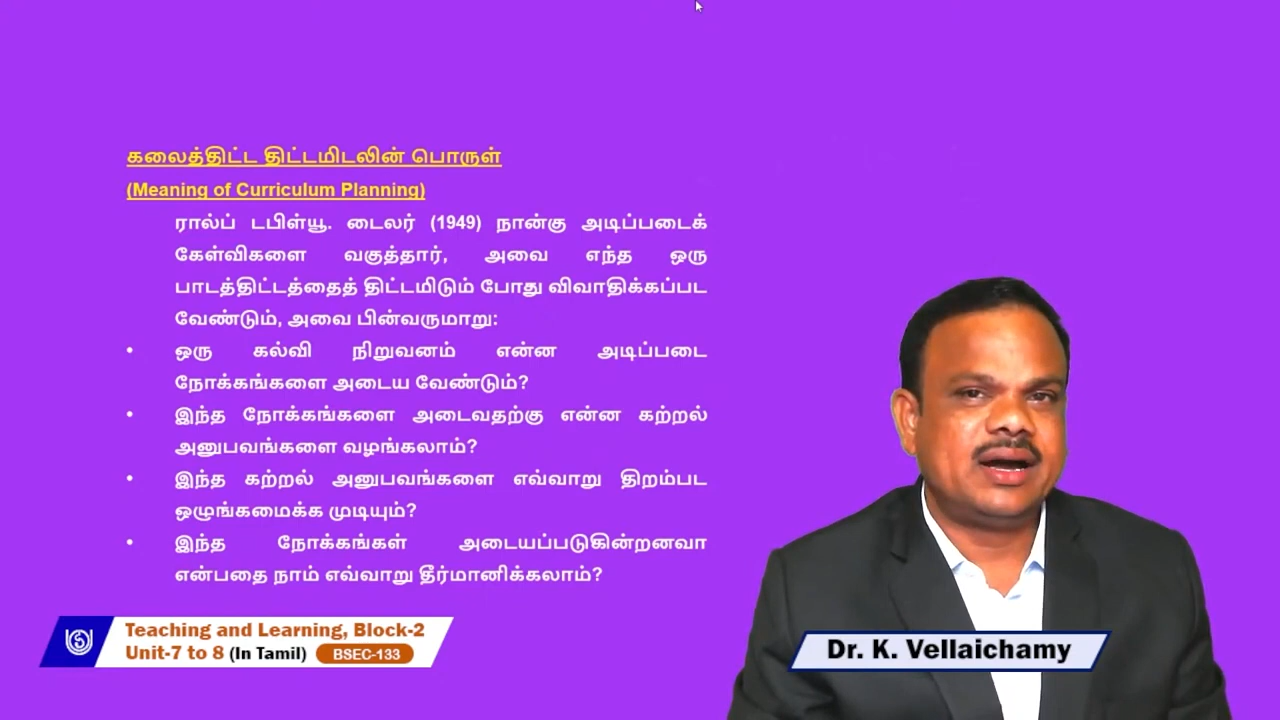 கலைத்திட்ட திட்டமிடலின் பொருள்
(Meaning of Curriculum Planning)
ரால்ப் டபிள்யூ. டைலர் (1949) நான்கு அடிப்படைக்
கேள்விகளை வகுத்தார், அவை எந்த ஒரு
பாடத்திட்டத்தைத் திட்டமிடும் போது விவாதிக்கப்பட
வேண்டும், அவை பின்வருமாறு:
• ஒரு கல்வி நிறுவனம் என்ன அடிப்படை
நோக்கங்களை அடைய வேண்டும்?
• இந்த நோக்கங்களை அடைவதற்கு என்ன கற்றல்
அனுபவங்களை வழங்கலாம்?
• இந்த கற்றல் அனுபவங்களை எவ்வாறு திறம்பட
ஒழுங்கமைக்க முடியும்?
• இந்த நோக்கங்கள் அடையப்படுகின்றனவா
என்பதை நாம் எவ்வாறு தீர்மானிக்கலாம்?
Teaching and Learning, Block-2
Unit-7 to 8 (In Tamil) BSEC-133
Dr. K. Vellaichamy